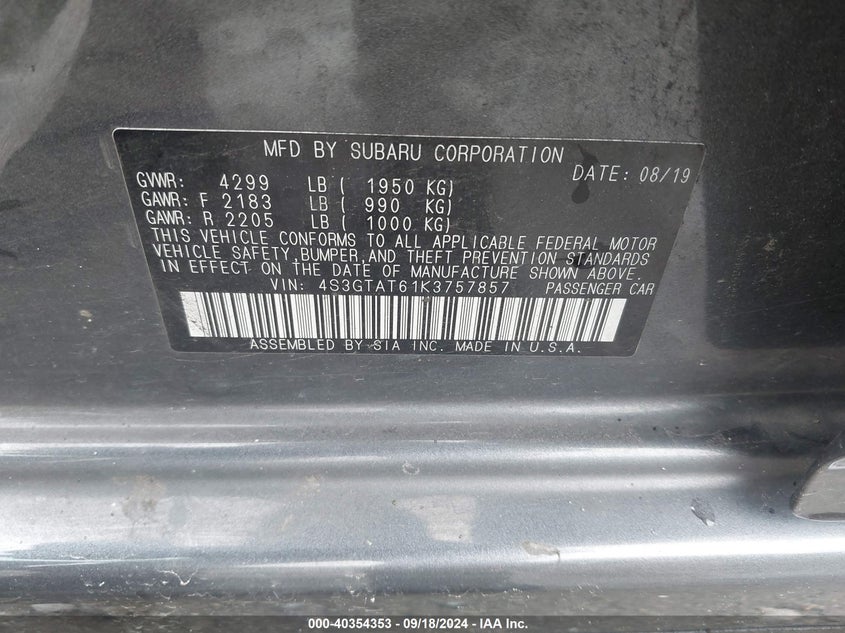 MFD BY SUBARU CORPORATION
DATE: 08/19
GVWR: 4299 LB ( 1950 KG)
GAWR: F 2183 LB ( 990 KG)
GAWR: R 2205 LB ( 1000 KG)
THIS VEHICLE CONFORMS TO ALL APPLICABLE FEDERAL MOTOR
VEHICLE SAFETY,BUMPER,AND THEFT PREVENTION STANDARDS
IN EFFECT ON THE DATE OF MANUFACTURE SHOWN ABOVE.
VIN: 4S3GTAT61K3757857 PASSENGER CAR
ASSEMBLED BY SIA INC. MADE IN U.S.A.
000-40354353 - 09/18/2024 - IAA Inc.